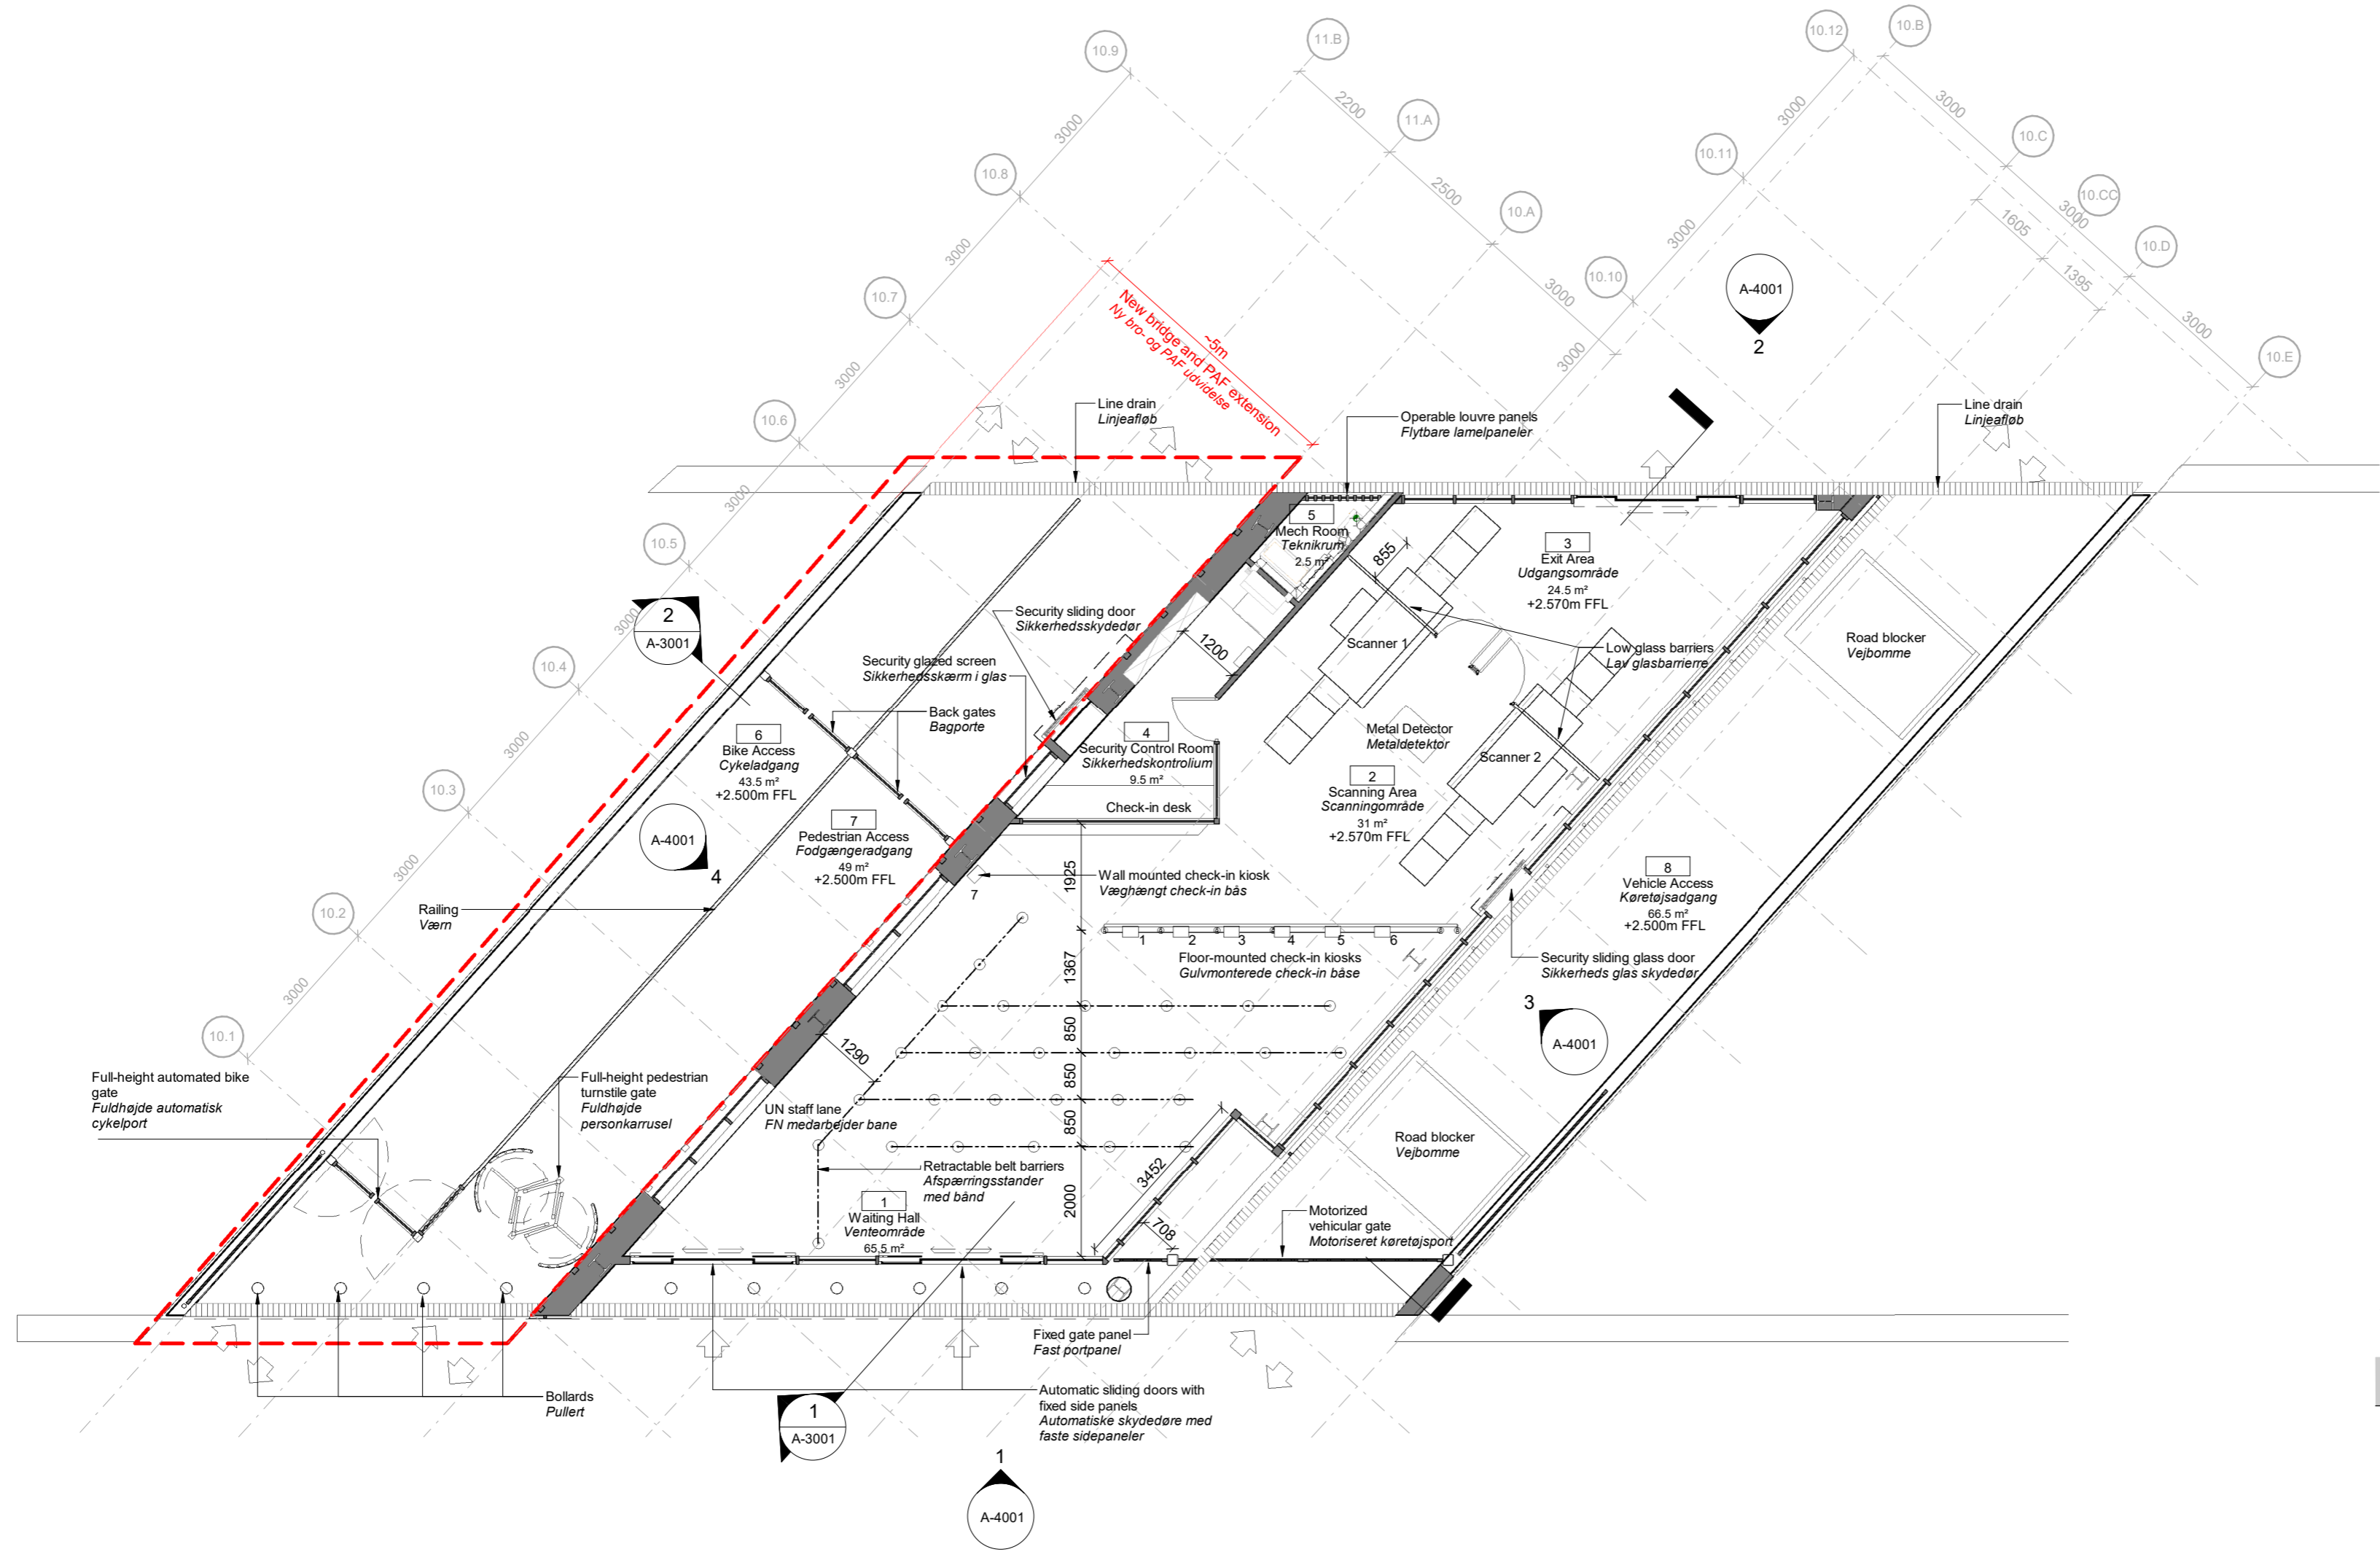 10.9
11.B
11.A
10.A
10.12
10.B
10.C
10.CC
10.D
10.E
10.11
10.10
10.8
10.7
10.6
10.5
10.4
10.3
10.2
10.1
3000
3000
3000
3000
3000
3000
3000
3000
2200
2500
3000
3000
3000
3000
3000
3000
1605
1395
3000
~5m
New bridge and PAF extension
Ny bro- og PAF udvidelse
A-4001
2
Line drain
Linjeafløb
Operable louvre panels
Flytbare lamelpaneler
Line drain
Linjeafløb
5
Mech Room
Teknikrum
2.5 m²
855
3
Exit Area
Udgangsområde
24.5 m²
+2.570m FFL
2
A-3001
Security sliding door
Sikkerhedsskydedør
1200
Scanner 1
Low glass barriers
Lav glasbarrierre
Road blocker
Vejbomme
Security glazed screen
Sikkerhedsskærm i glas
Back gates
Bagporte
6
Bike Access
Cykeladgang
43.5 m²
+2.500m FFL
4
Security Control Room
Sikkerhedskontrolium
9.5 m²
Check-in desk
Metal Detector
Metaldetektor
Scanner 2
2
Scanning Area
Scanningområde
31 m²
+2.570m FFL
A-4001
4
7
Pedestrian Access
Fodgængeradgang
49 m²
+2.500m FFL
Wall mounted check-in kiosk
Væghængt check-in bås
7
1925
8
Vehicle Access
Køretøjsadgang
66.5 m²
+2.500m FFL
Railing
Værn
1 2 3 4 5 6
Floor-mounted check-in kiosks
Gulvmonterede check-in båse
Security sliding glass door
Sikkerheds glas skydedør
1367
3
A-4001
850
850
850
1290
Full-height automated bike
gate
Fuldhøjde automatisk
cykelport
Full-height pedestrian
turnstile gate
Fuldhøjde
personkarrusel
UN staff lane
FN medarbejder bane
Road blocker
Vejbomme
Retractable belt barriers
Afspærringsstander
med bånd
1
Waiting Hall
Venteområde
65.5 m²
2000
3452
708
Motorized
vehicular gate
Motoriseret køretøjsport
Fixed gate panel
Fast portpanel
Bollards
Pullert
Automatic sliding doors with
fixed side panels
Automatiske skydedøre med
faste sidepaneler
1
A-3001
1
A-4001